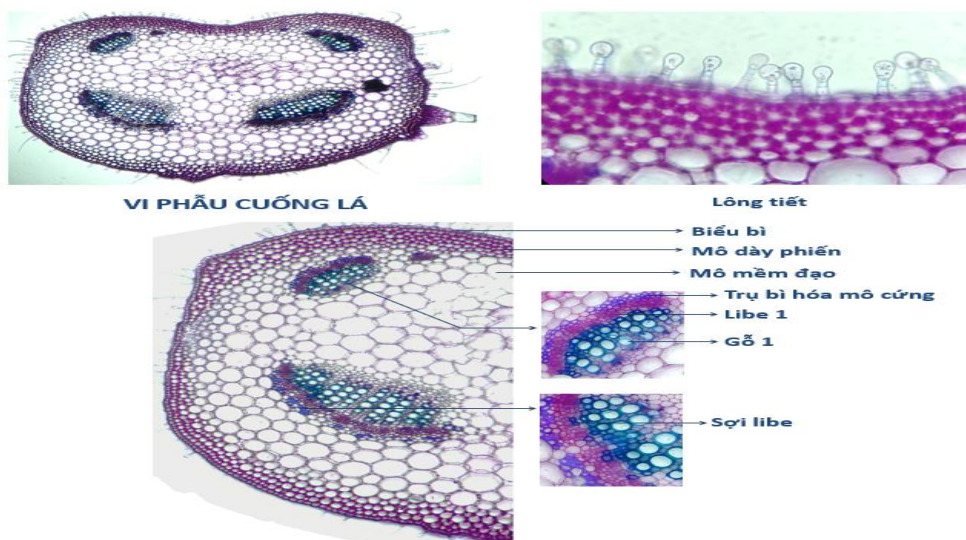 VI PHẪU CUỐNG LÁ
Lông tiết
Biểu bì
Mô dày phiến
Mô mềm đạo
Trụ bì hóa mô cứng
Libe 1
Gỗ 1
Sợi libe